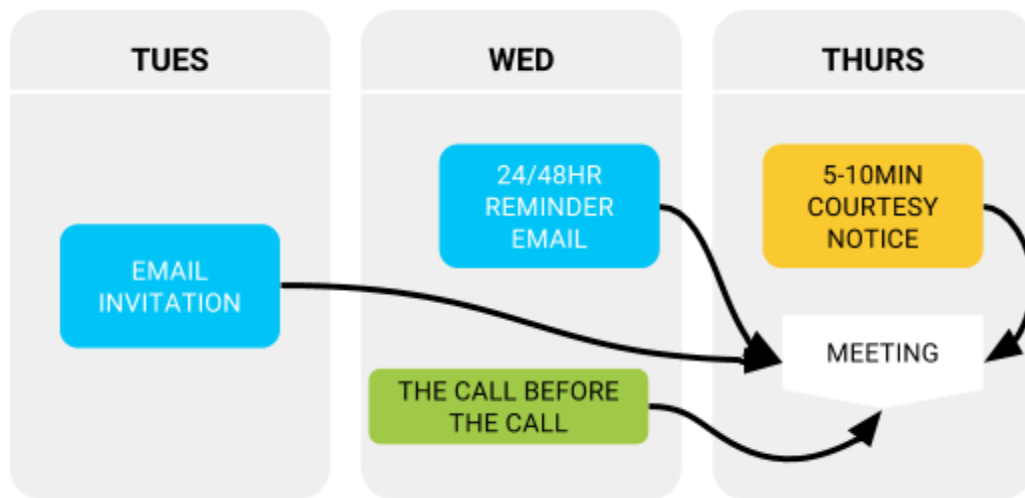 TUES
WED
THURS
EMAIL
INVITATION
24/48HR
REMINDER
EMAIL
THE CALL BEFORE
THE CALL
5-10MIN
COURTESY
NOTICE
MEETING